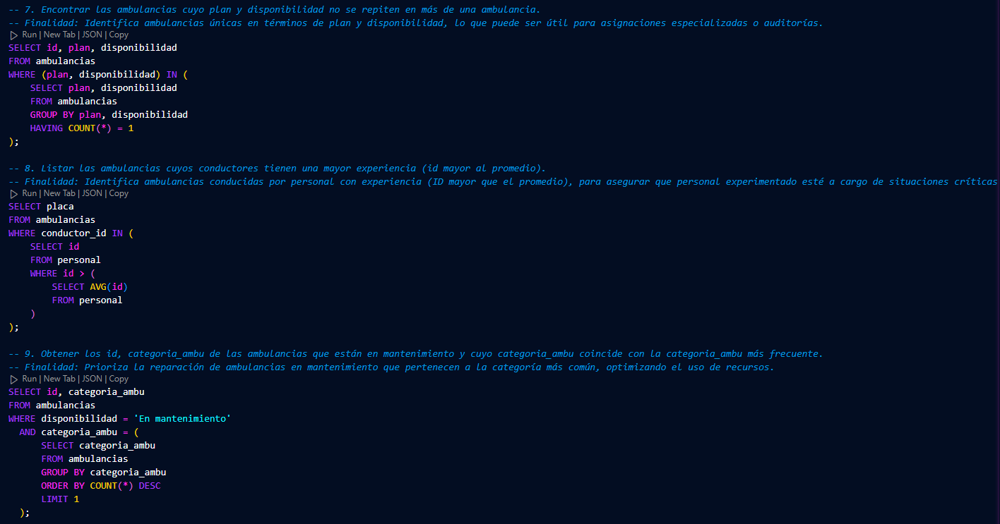 -- 7. Encontrar las ambulancias cuyo plan y disponibilidad no se repiten en más de una ambulancia.
-- Finalidad: Identifica ambulancias únicas en términos de plan y disponibilidad, lo que puede ser útil para asignaciones especializadas o auditorías.
Run | New Tab | JSON | Copy
SELECT id, plan, disponibilidad
FROM ambulancias
WHERE (plan, disponibilidad) IN (
    SELECT plan, disponibilidad
    FROM ambulancias
    GROUP BY plan, disponibilidad
    HAVING COUNT(*) = 1
);

-- 8. Listar las ambulancias cuyos conductores tienen una mayor experiencia (id mayor al promedio).
-- Finalidad: Identifica ambulancias conducidas por personal con experiencia (ID mayor que el promedio), para asegurar que personal experimentado esté a cargo de situaciones críticas
Run | New Tab | JSON | Copy
SELECT placa
FROM ambulancias
WHERE conductor_id IN (
    SELECT id
    FROM personal
    WHERE id > (
        SELECT AVG(id)
        FROM personal
    )
);

-- 9. Obtener los id, categoria_ambu de las ambulancias que están en mantenimiento y cuyo categoria_ambu coincide con la categoria_ambu más frecuente.
-- Finalidad: Prioriza la reparación de ambulancias en mantenimiento que pertenecen a la categoría más común, optimizando el uso de recursos.
Run | New Tab | JSON | Copy
SELECT id, categoria_ambu
FROM ambulancias
WHERE disponibilidad = 'En mantenimiento'
  AND categoria_ambu = (
      SELECT categoria_ambu
      FROM ambulancias
      GROUP BY categoria_ambu
      ORDER BY COUNT(*) DESC
      LIMIT 1
  );